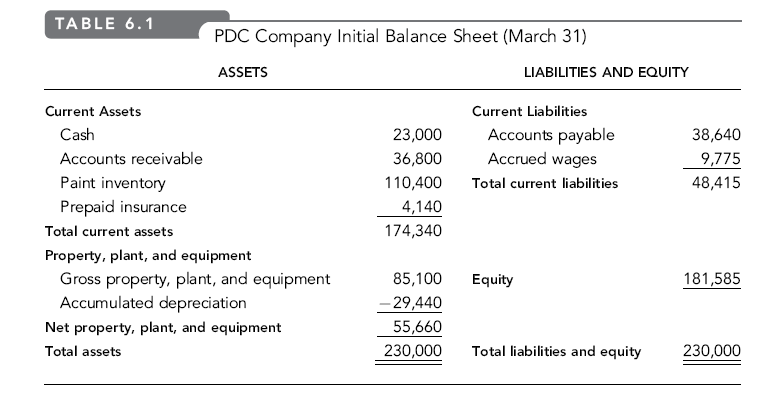 TABLE 6.1
PDC Company Initial Balance Sheet (March 31)
ASSETS LIABILITIES AND EQUITY
Current Assets Current Liabilities
Cash 23,000 Accounts payable 38,640
Accounts receivable 36,800 Accrued wages 9,775
Paint inventory 110,400 Total current liabilities 48,415
Prepaid insurance 4,140
Total current assets 174,340
Property, plant, and equipment
Gross property, plant, and equipment 85,100 Equity 181,585
Accumulated depreciation −29,440
Net property, plant, and equipment 55,660
Total assets 230,000 Total liabilities and equity 230,000